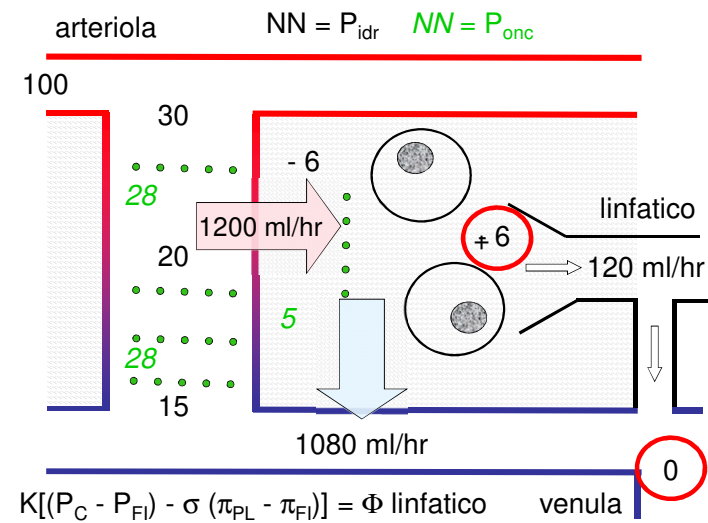 arteriola NN = P_idr NN = P_onc
100
30
- 6
28
linfatico
1200 ml/hr
+ 6
20
120 ml/hr
5
28
15
1080 ml/hr
0
K[(P_C - P_FI) - σ (π_PL - π_FI)] = Φ linfatico venula